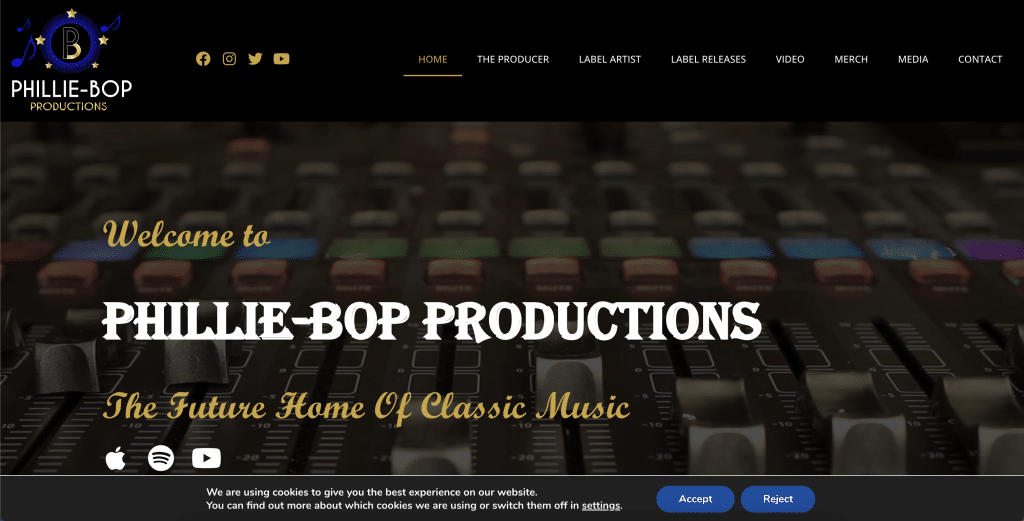 B
PHILLIE-BOP
PRODUCTIONS
HOME
THE PRODUCER
LABEL ARTIST
LABEL RELEASES
VIDEO
MERCH
MEDIA
CONTACT
Welcome to
PHILLIE-BOP PRODUCTIONS
The Future Home Of Classic Music
We are using cookies to give you the best experience on our website.
You can find out more about which cookies we are using or switch them off in settings.
Accept
Reject